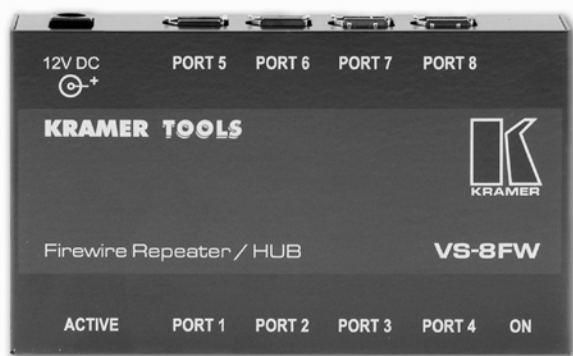 12V DC PORT 5 PORT 6 PORT 7 PORT 8
+
KRAMER TOOLS
KRAMER
Firewire Repeater / HUB VS-8FW
ACTIVE PORT 1 PORT 2 PORT 3 PORT 4 ON